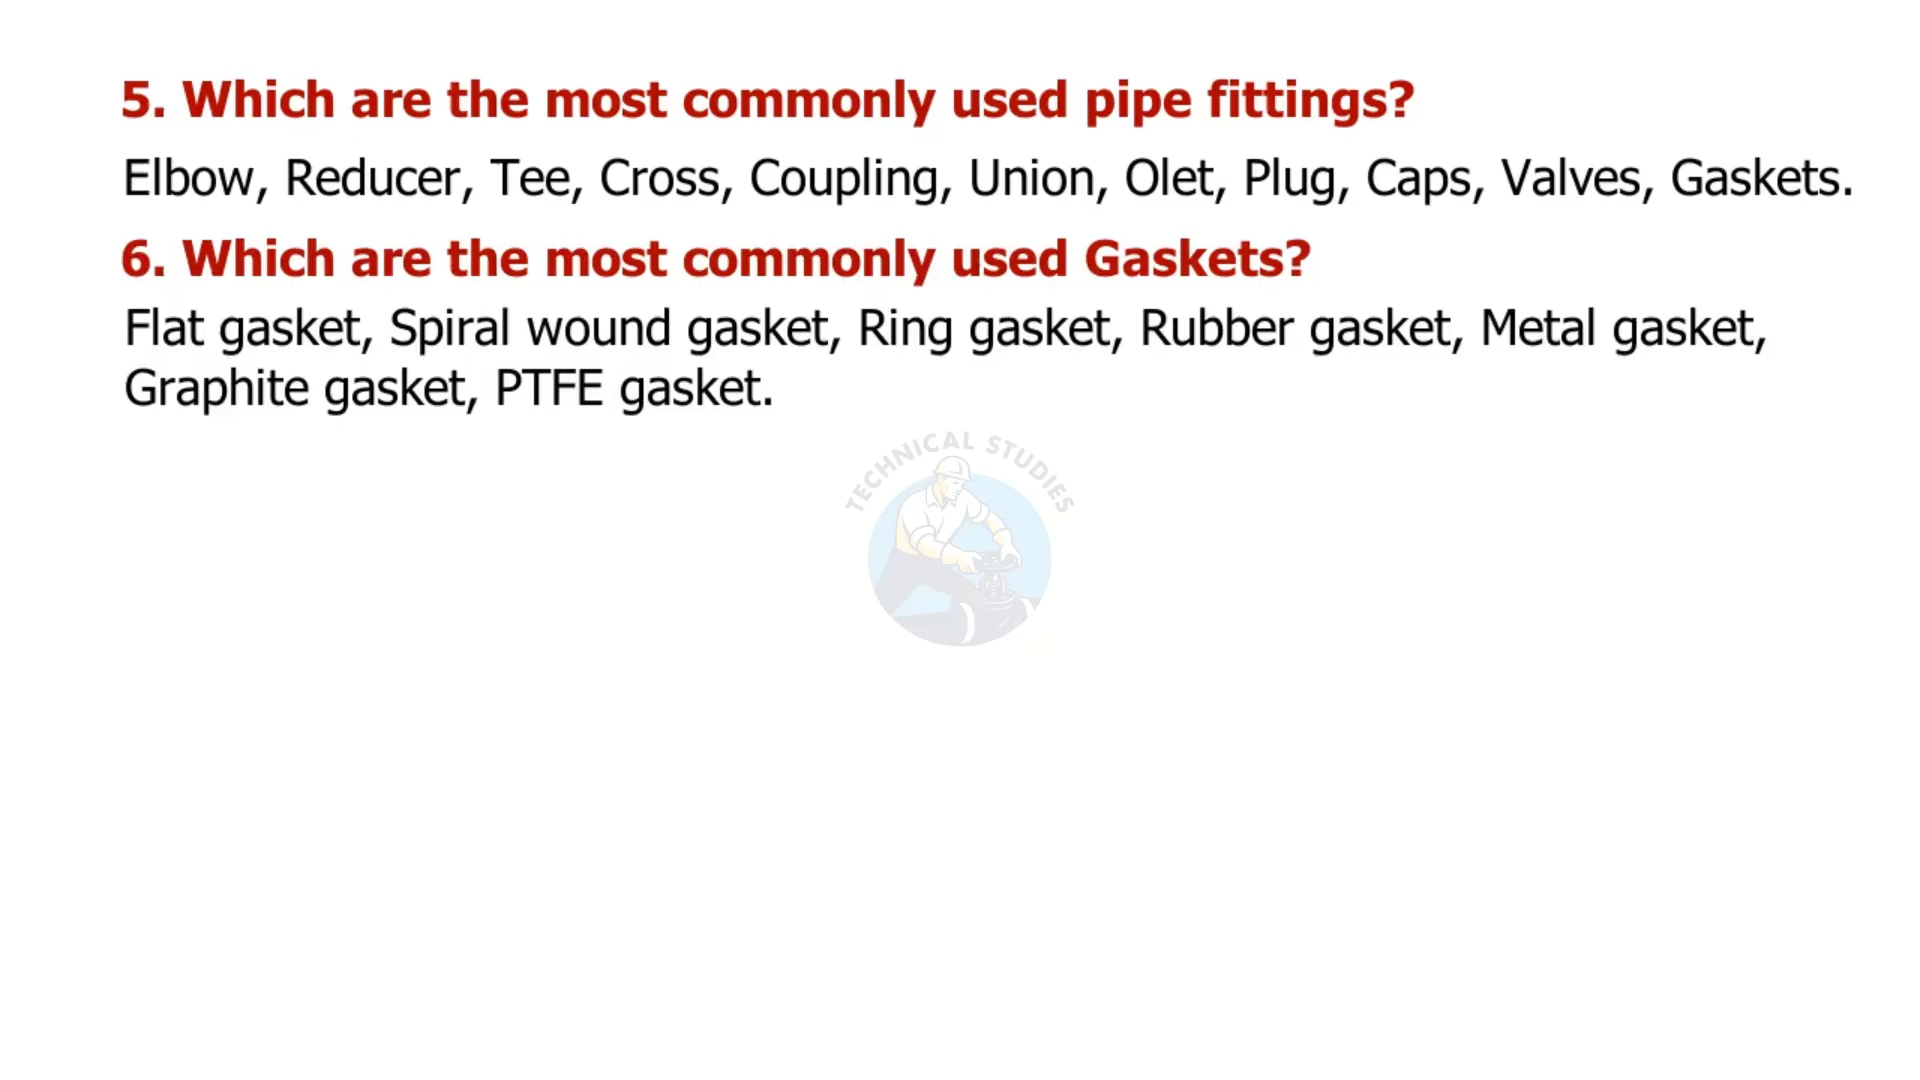 5. Which are the most commonly used pipe fittings?
Elbow, Reducer, Tee, Cross, Coupling, Union, Olet, Plug, Caps, Valves, Gaskets.
6. Which are the most commonly used Gaskets?
Flat gasket, Spiral wound gasket, Ring gasket, Rubber gasket, Metal gasket,
Graphite gasket, PTFE gasket.
TECHNICAL STUDIES